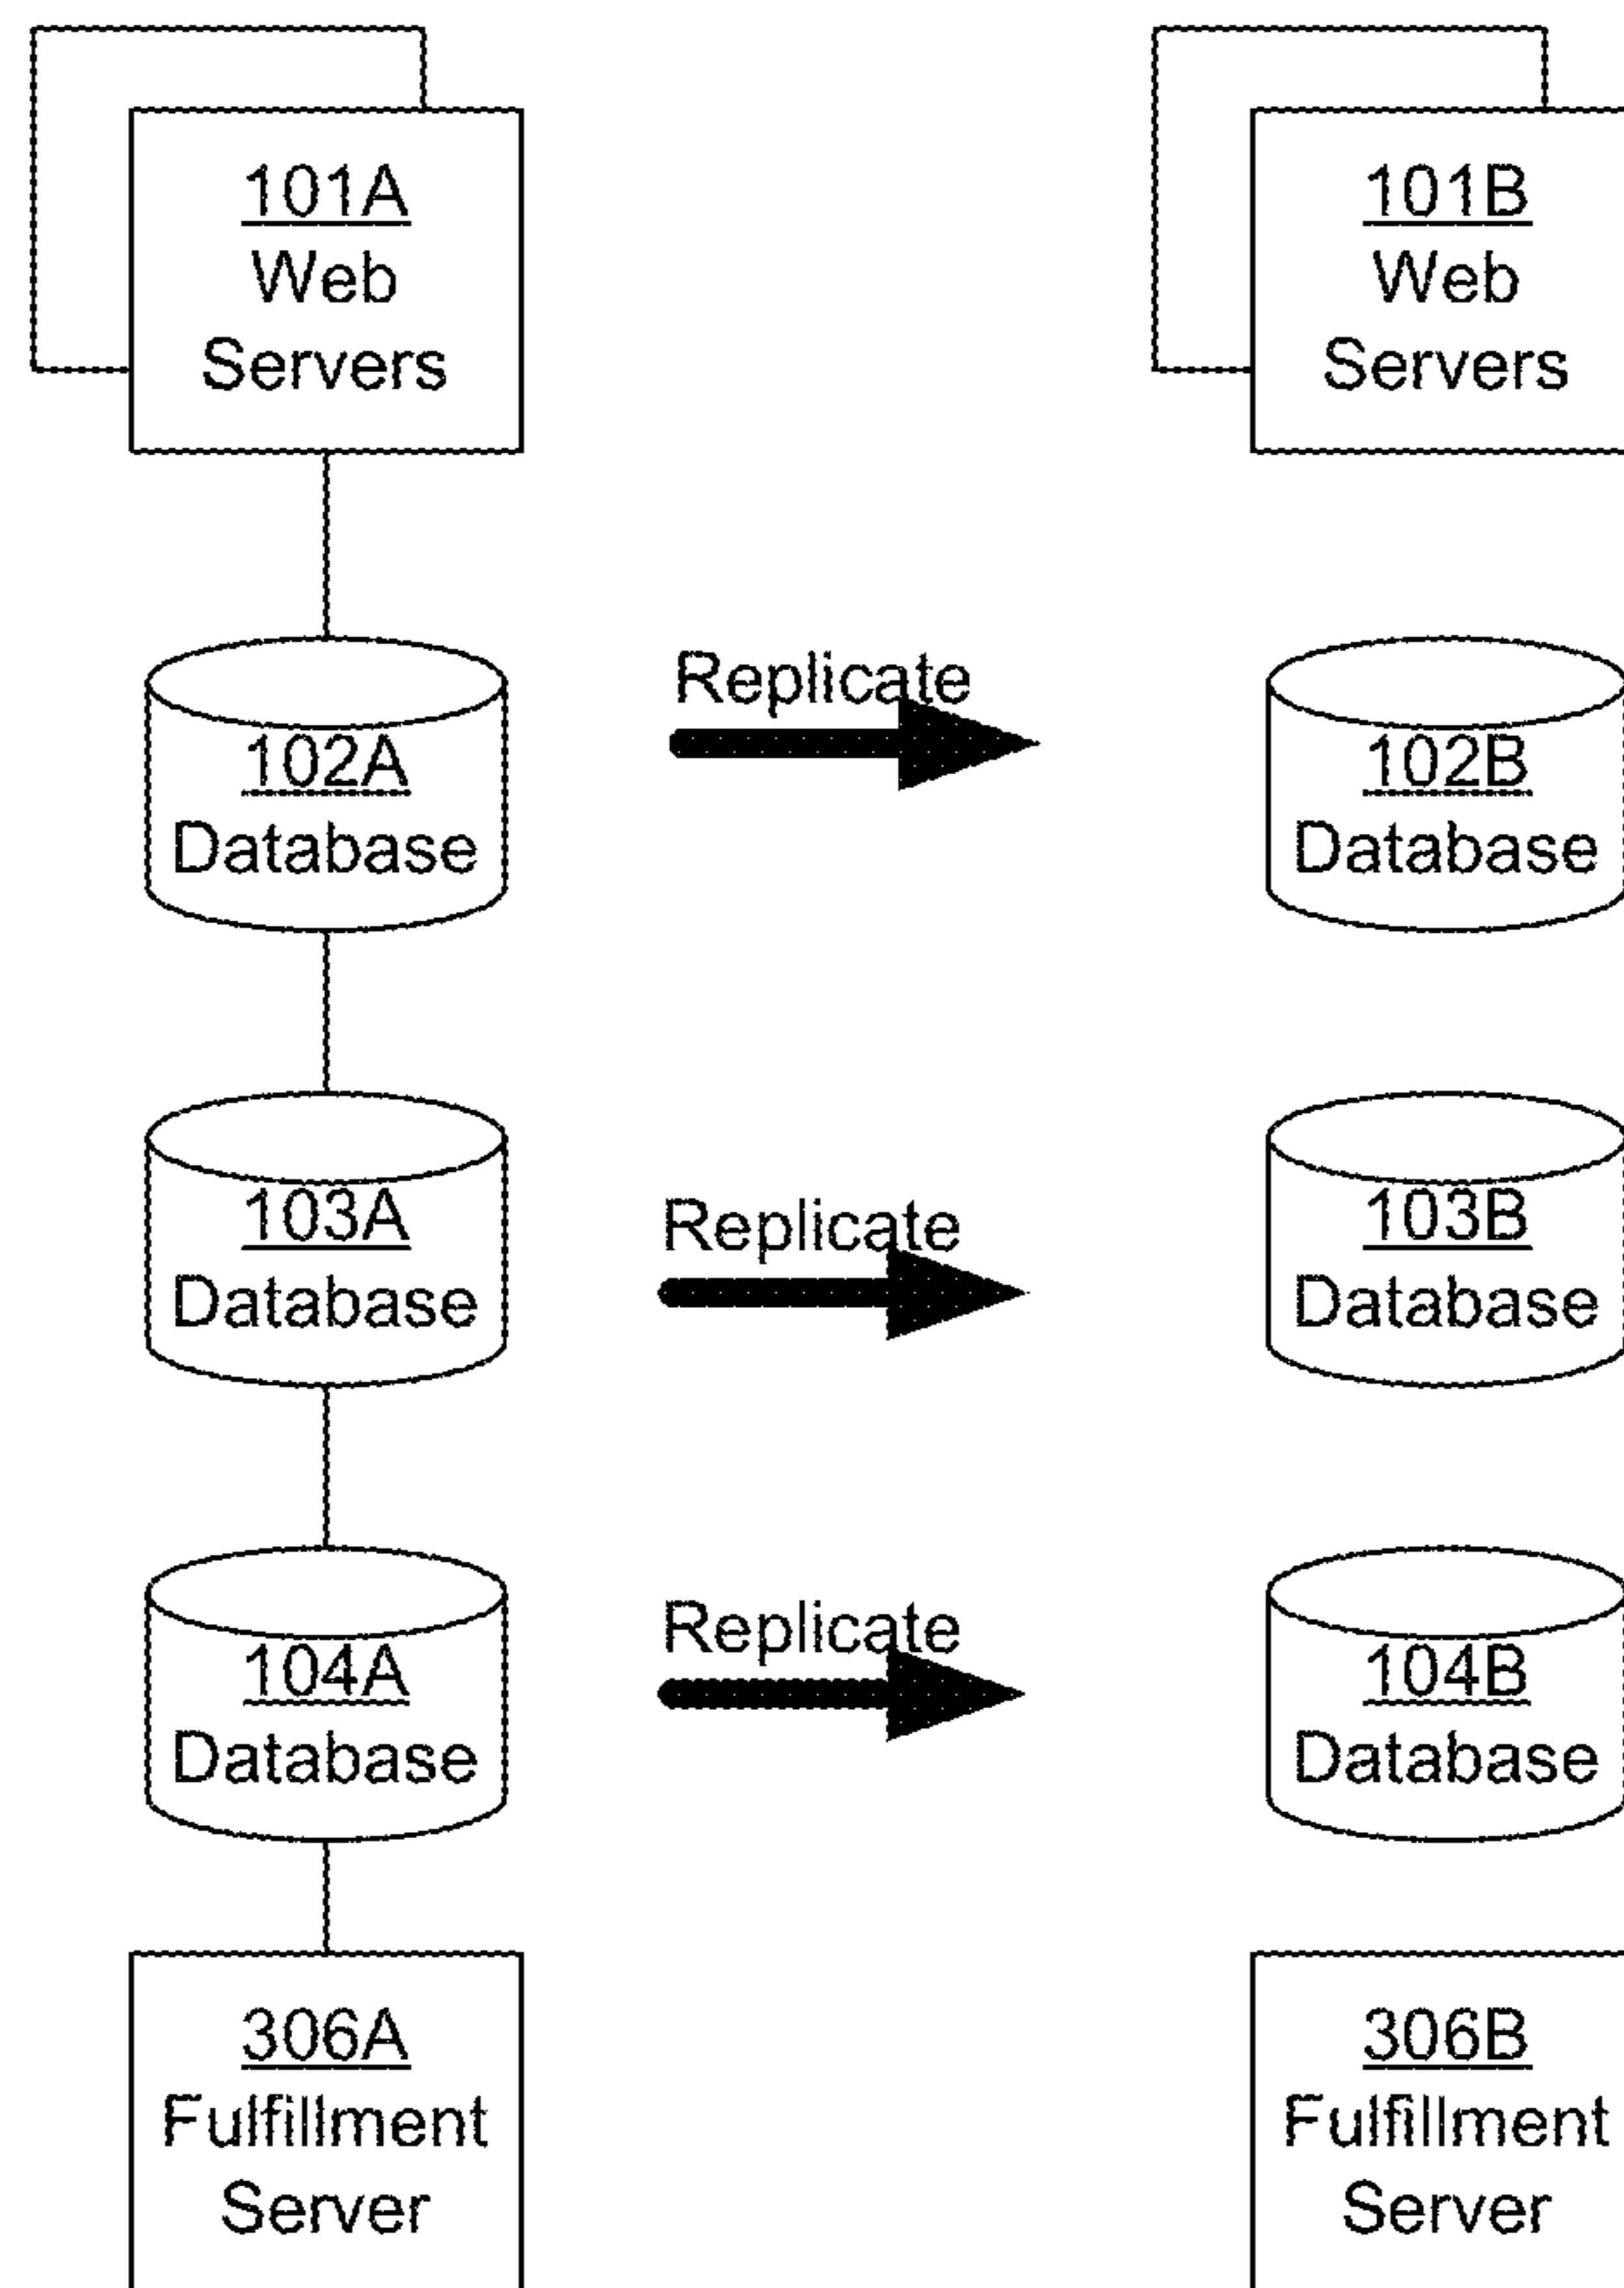 101A
Web
Servers
101B
Web
Servers
102A
Database
Replicate
102B
Database
103A
Database
Replicate
103B
Database
104A
Database
Replicate
104B
Database
306A
Fulfillment
Server
306B
Fulfillment
Server